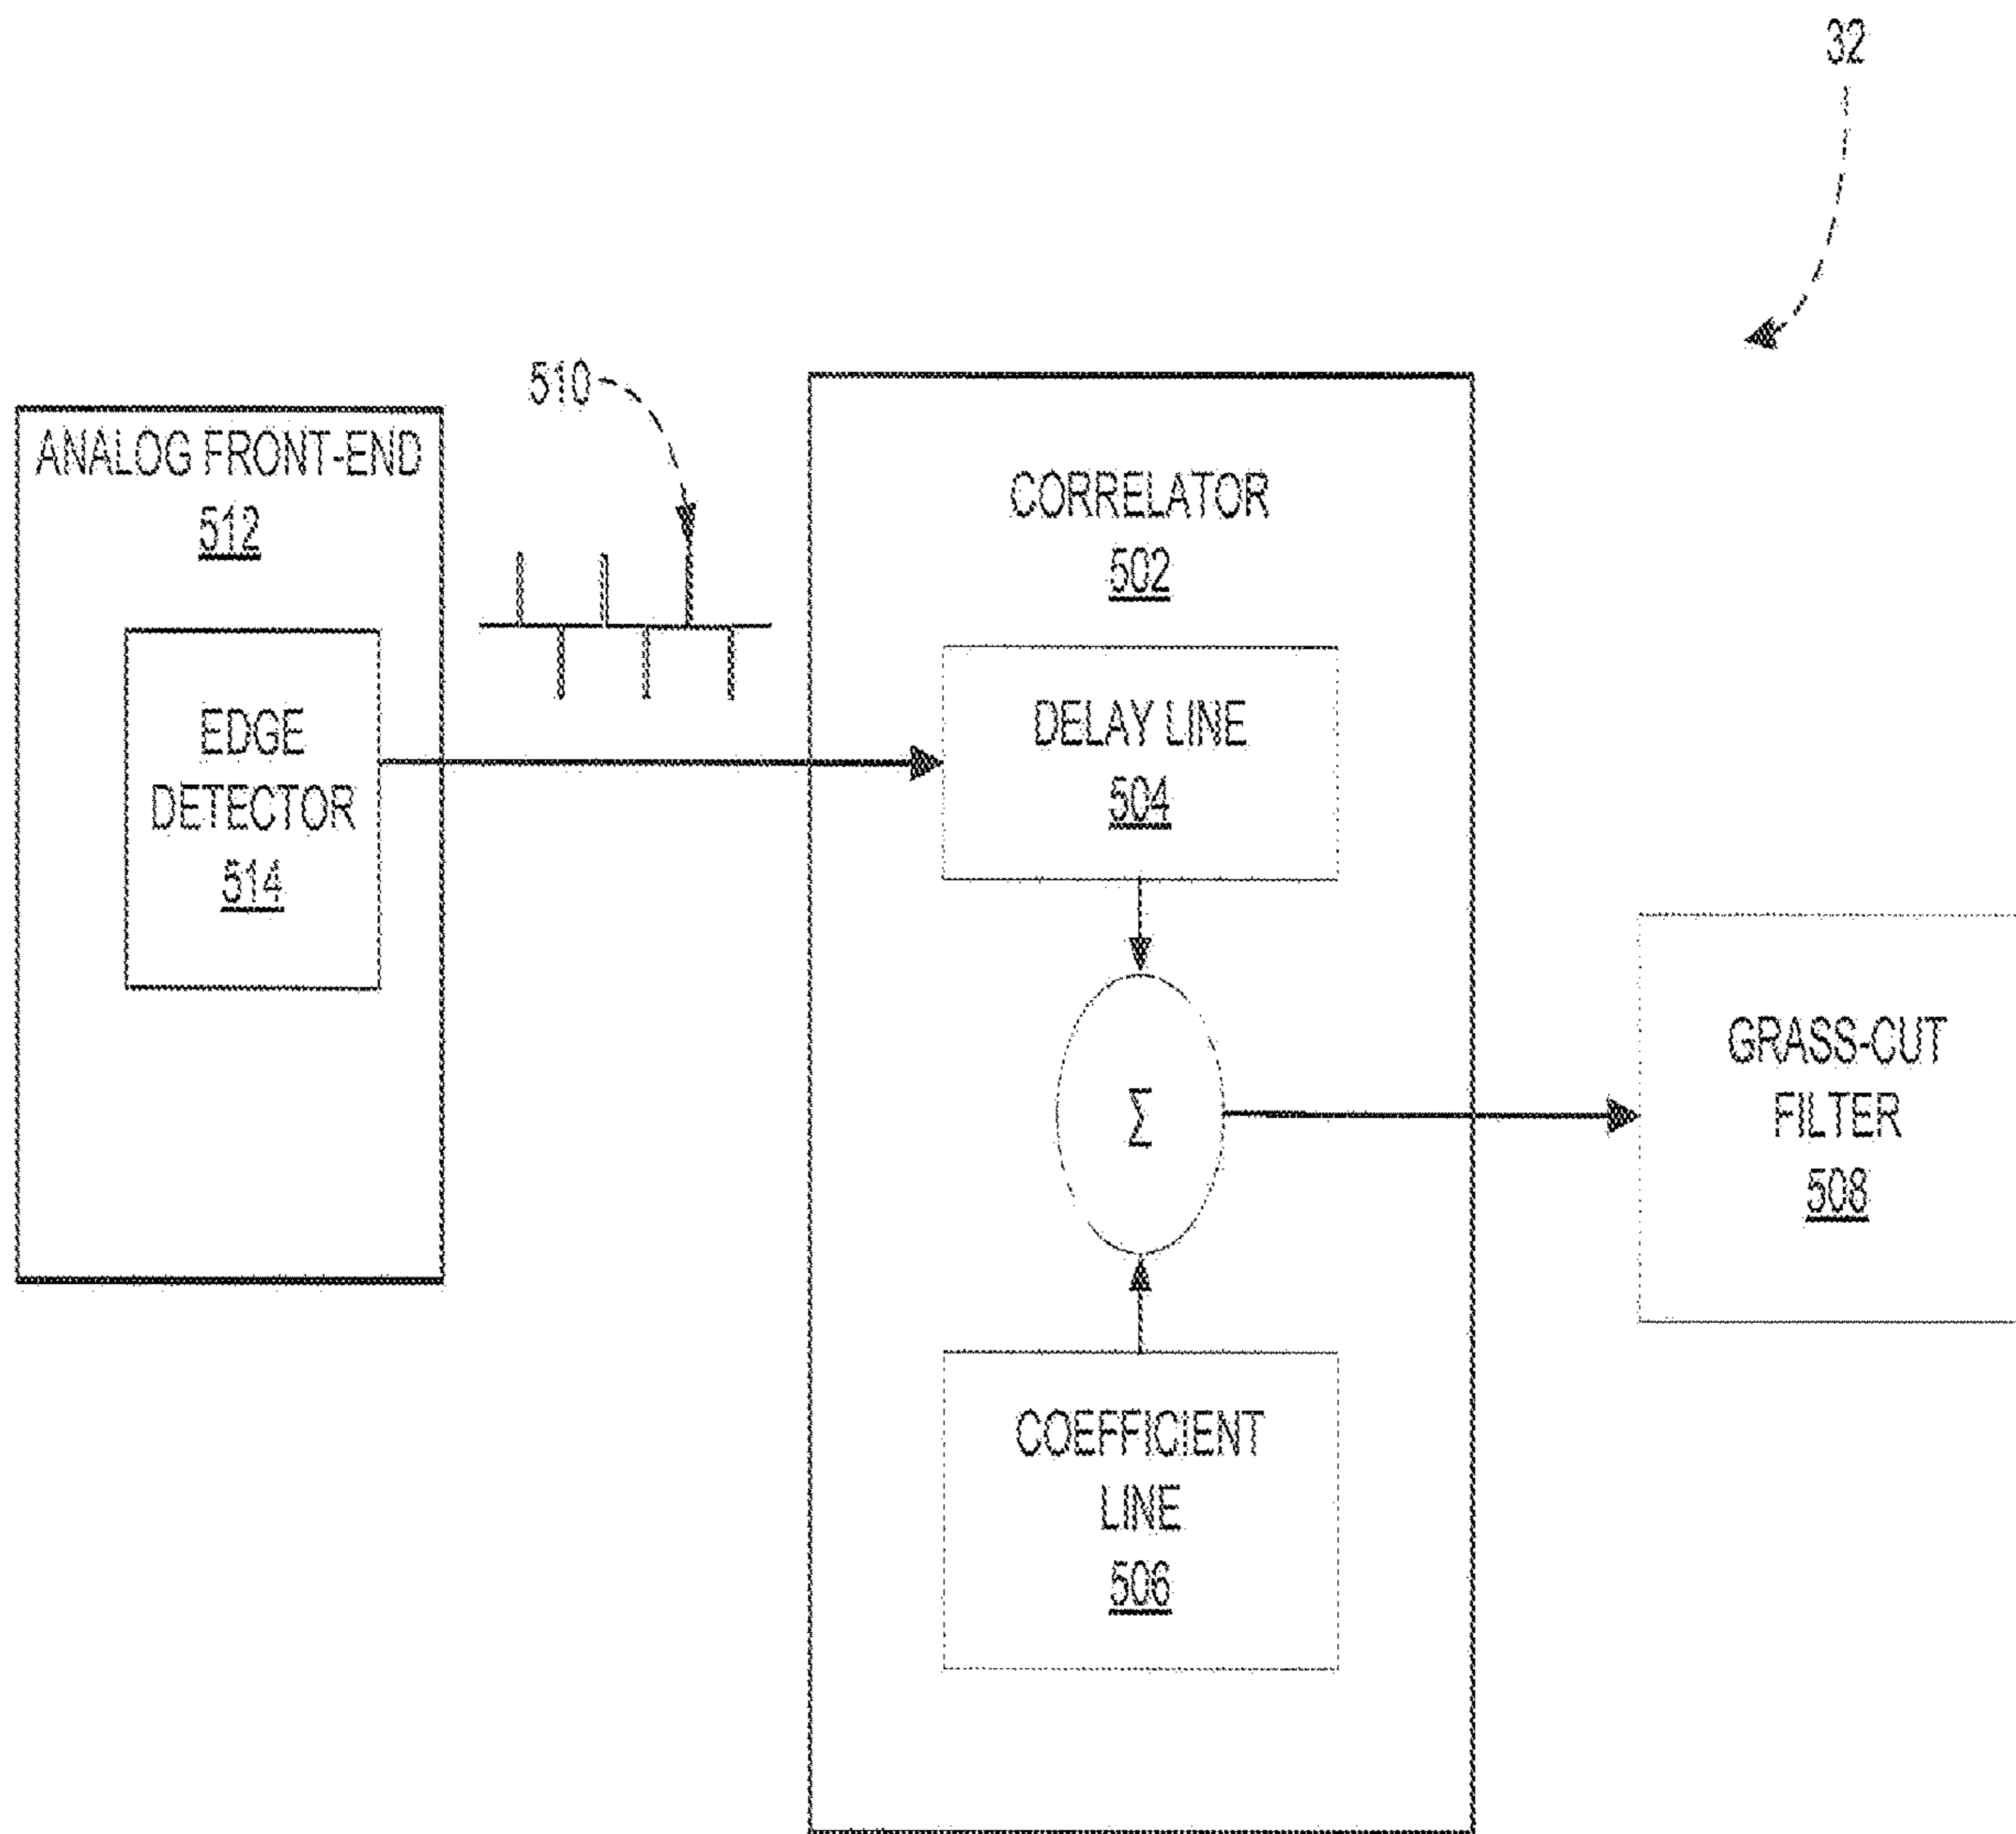 32
510
ANALOG FRONT-END
512
EDGE
DETECTOR
514
CORRELATOR
502
DELAY LINE
504
Σ
COEFFICIENT
LINE
506
GRASS-CUT
FILTER
508